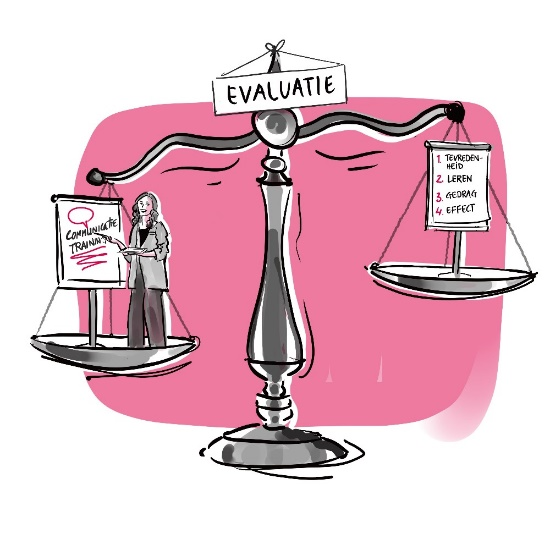 EVALUATIE
COMMUNICATIE
TRAINING
1. TEVREDEN-
HEID
2. LEREN
3. GEDRAG
4. EFFECT